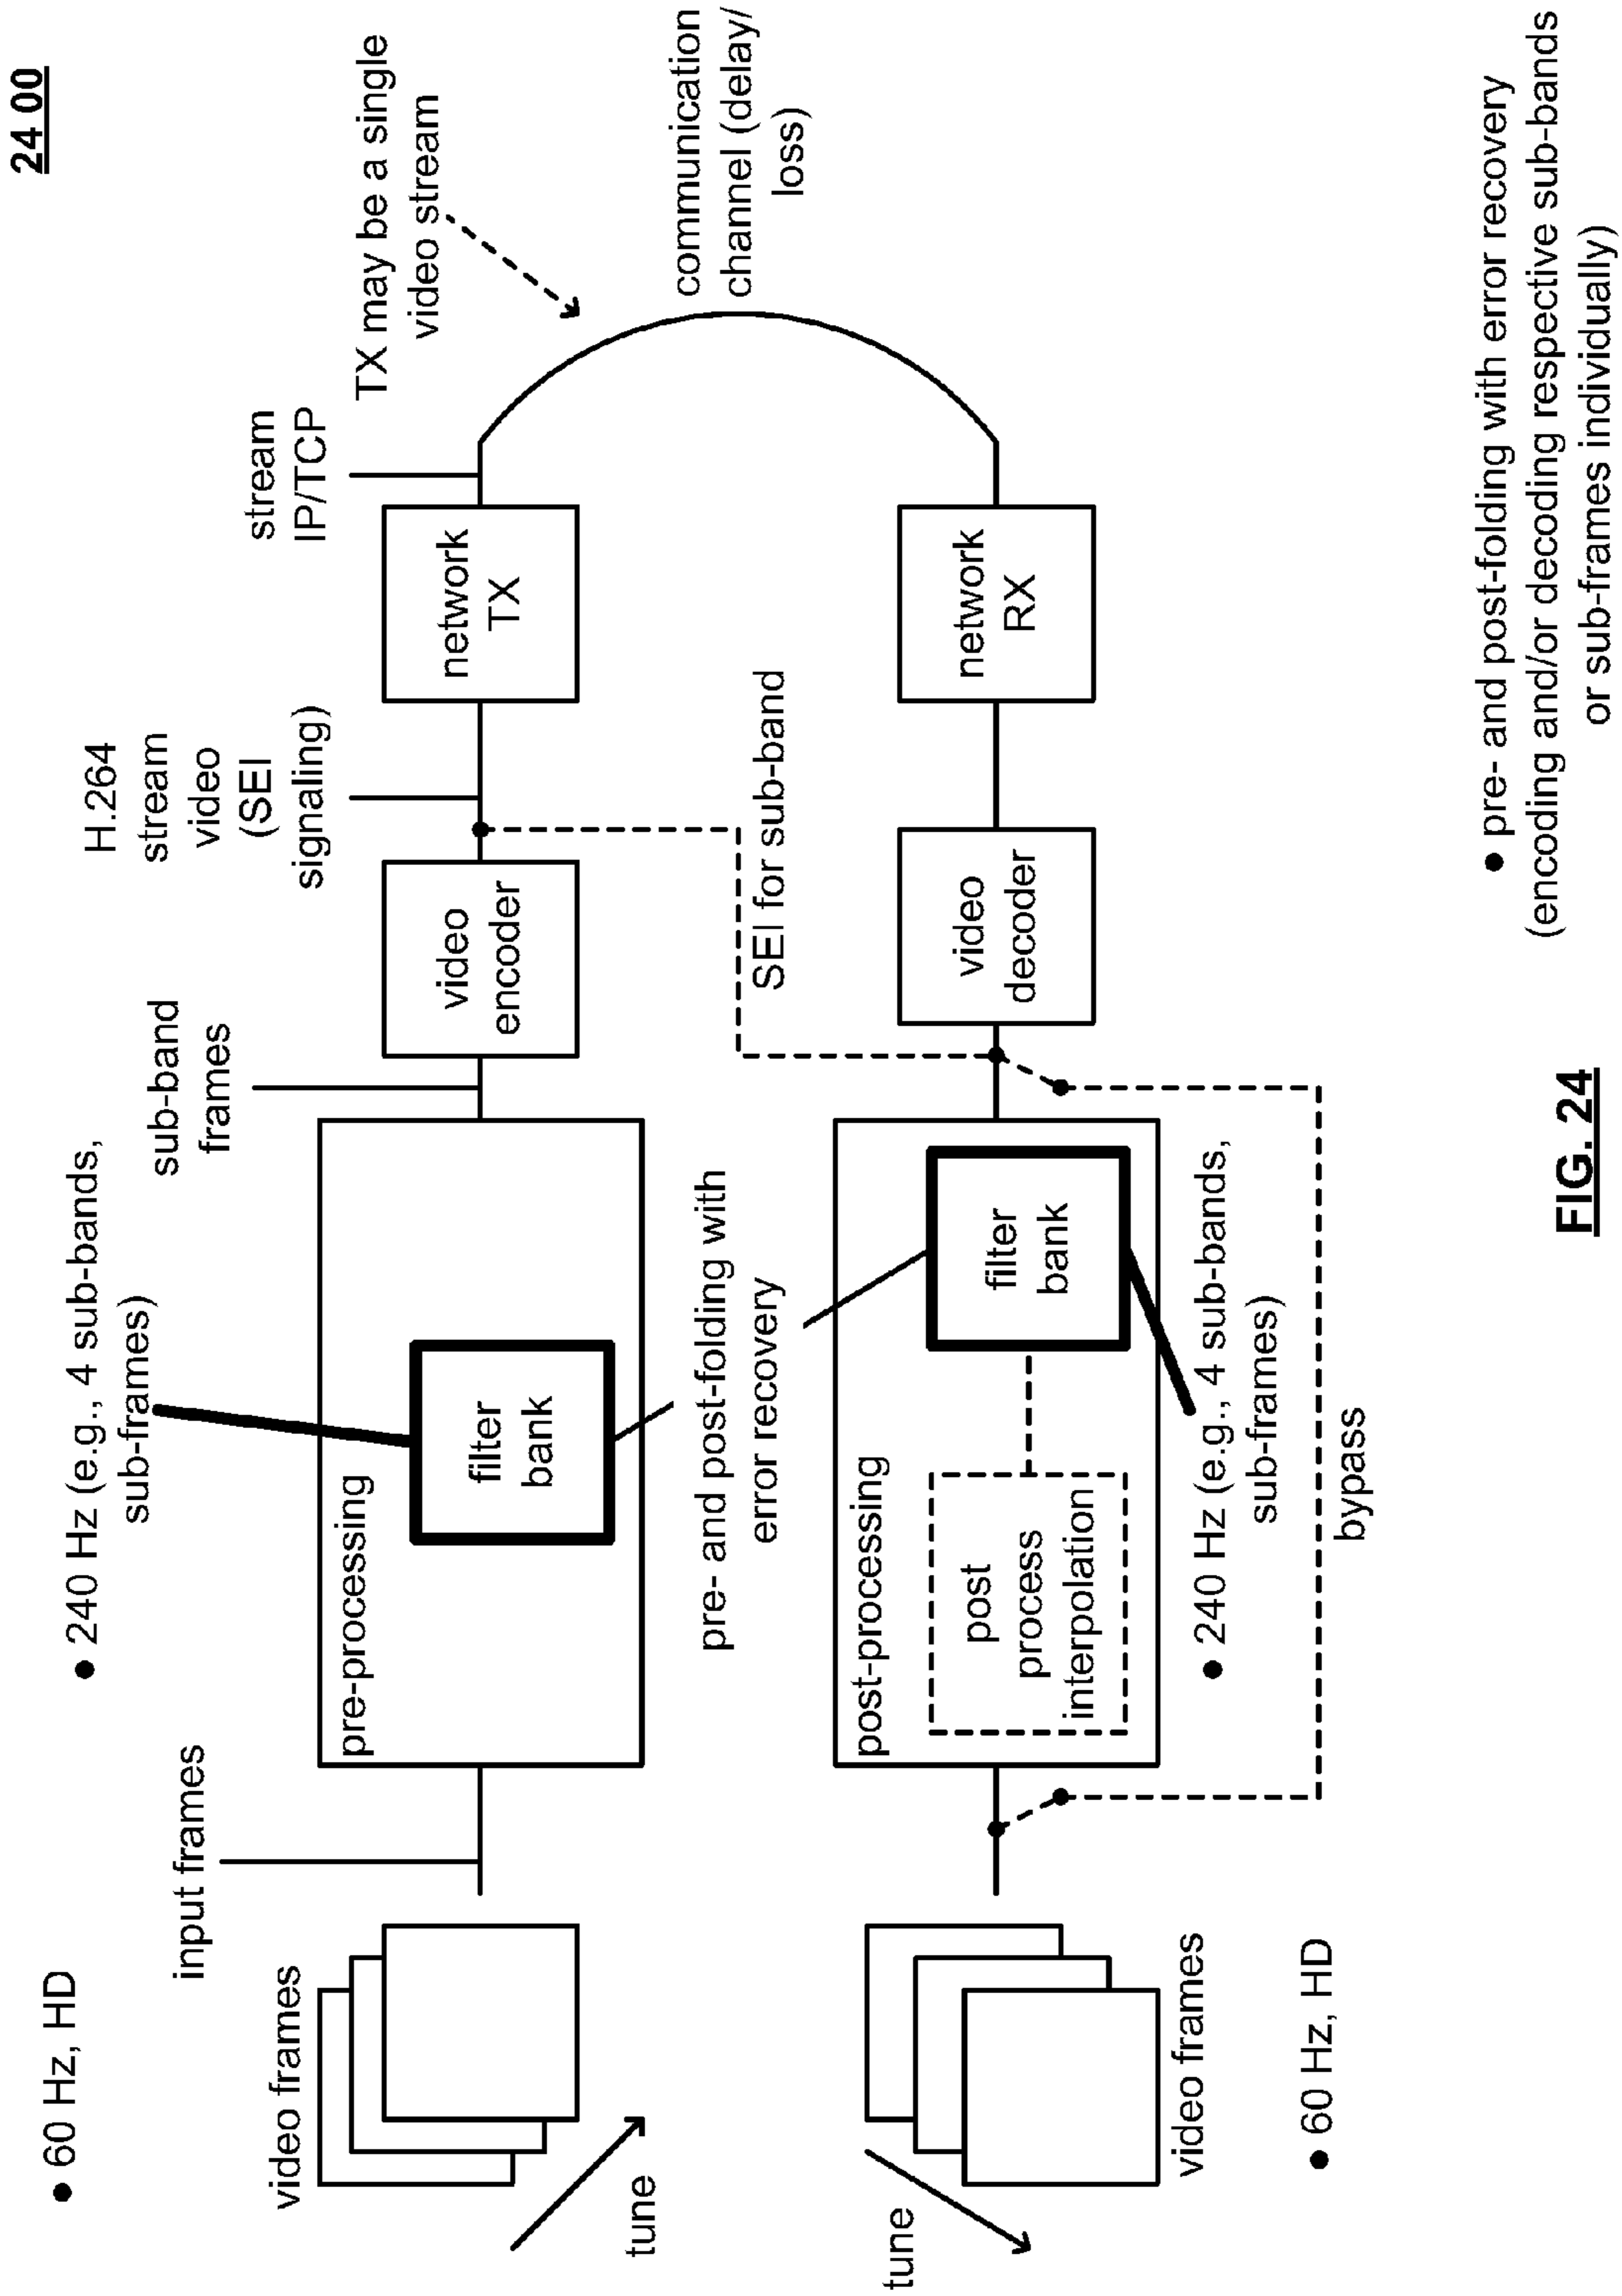 24 00
• 60 Hz, HD
• 240 Hz (e.g., 4 sub-bands,
sub-frames)
input frames
sub-band
frames
H.264
stream
video
(SEI
signaling)
stream
IP/TCP
TX may be a single
video stream
video frames
tune
pre-processing
filter
bank
video
encoder
network
TX
communication
channel (delay/
loss)
pre- and post-folding with
error recovery
SEI for sub-band
tune
video frames
post-processing
post
process
interpolation
filter
bank
video
decoder
network
RX
• 240 Hz (e.g., 4 sub-bands,
sub-frames)
• 60 Hz, HD
bypass
• pre- and post-folding with error recovery
(encoding and/or decoding respective sub-bands
or sub-frames individually)
FIG. 24